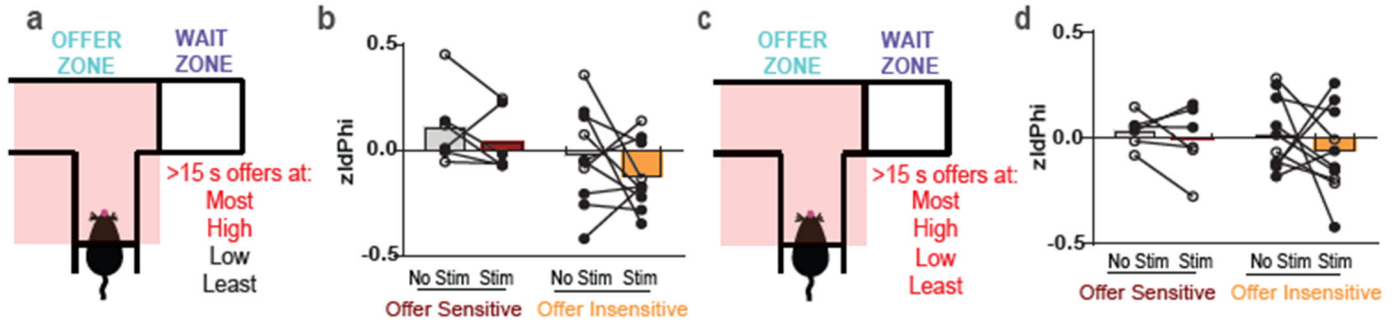 a
OFFER
ZONE
WAIT
ZONE
>15 s offers at:
Most
High
Low
Least
b
zIdPhi
0.5
0.0
-0.5
No Stim Stim
No Stim Stim
Offer Sensitive
Offer Insensitive
c
OFFER
ZONE
WAIT
ZONE
>15 s offers at:
Most
High
Low
Least
d
zIdPhi
0.5
0.0
-0.5
No Stim Stim
No Stim Stim
Offer Sensitive
Offer Insensitive